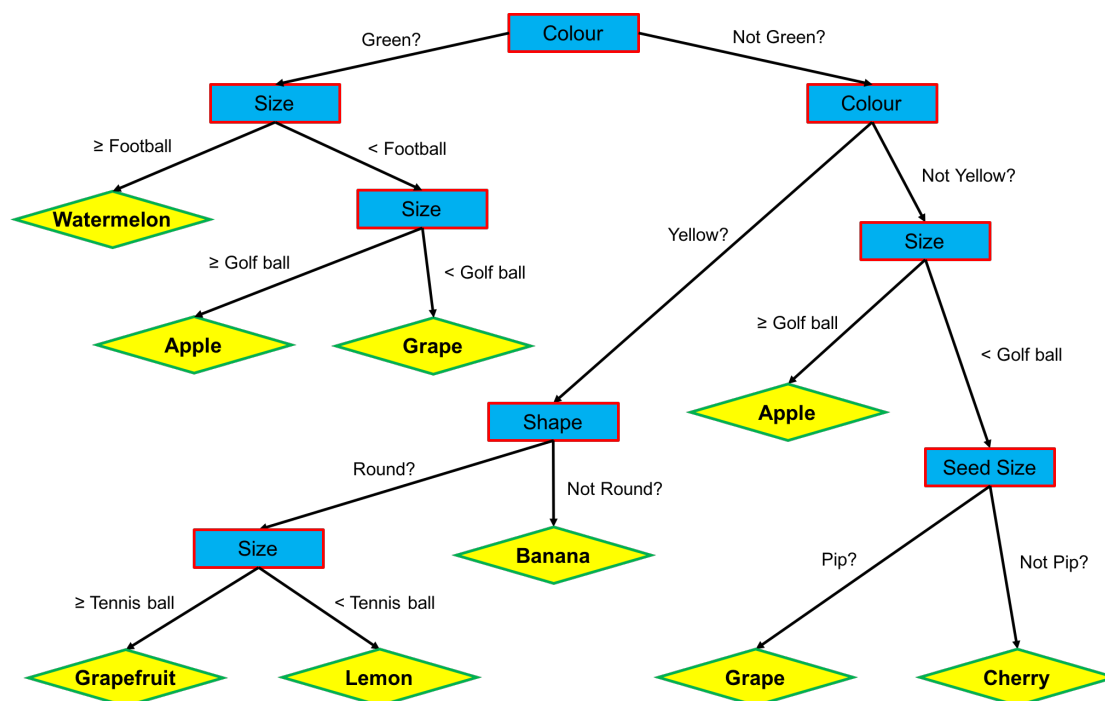 Colour
Green?
Not Green?
Size
Colour
≥ Football
< Football
Not Yellow?
Watermelon
Size
Yellow?
Size
≥ Golf ball
< Golf ball
≥ Golf ball
< Golf ball
Apple
Grape
Apple
Shape
Round?
Not Round?
Seed Size
Size
Banana
Pip?
Not Pip?
≥ Tennis ball
< Tennis ball
Grapefruit
Lemon
Grape
Cherry